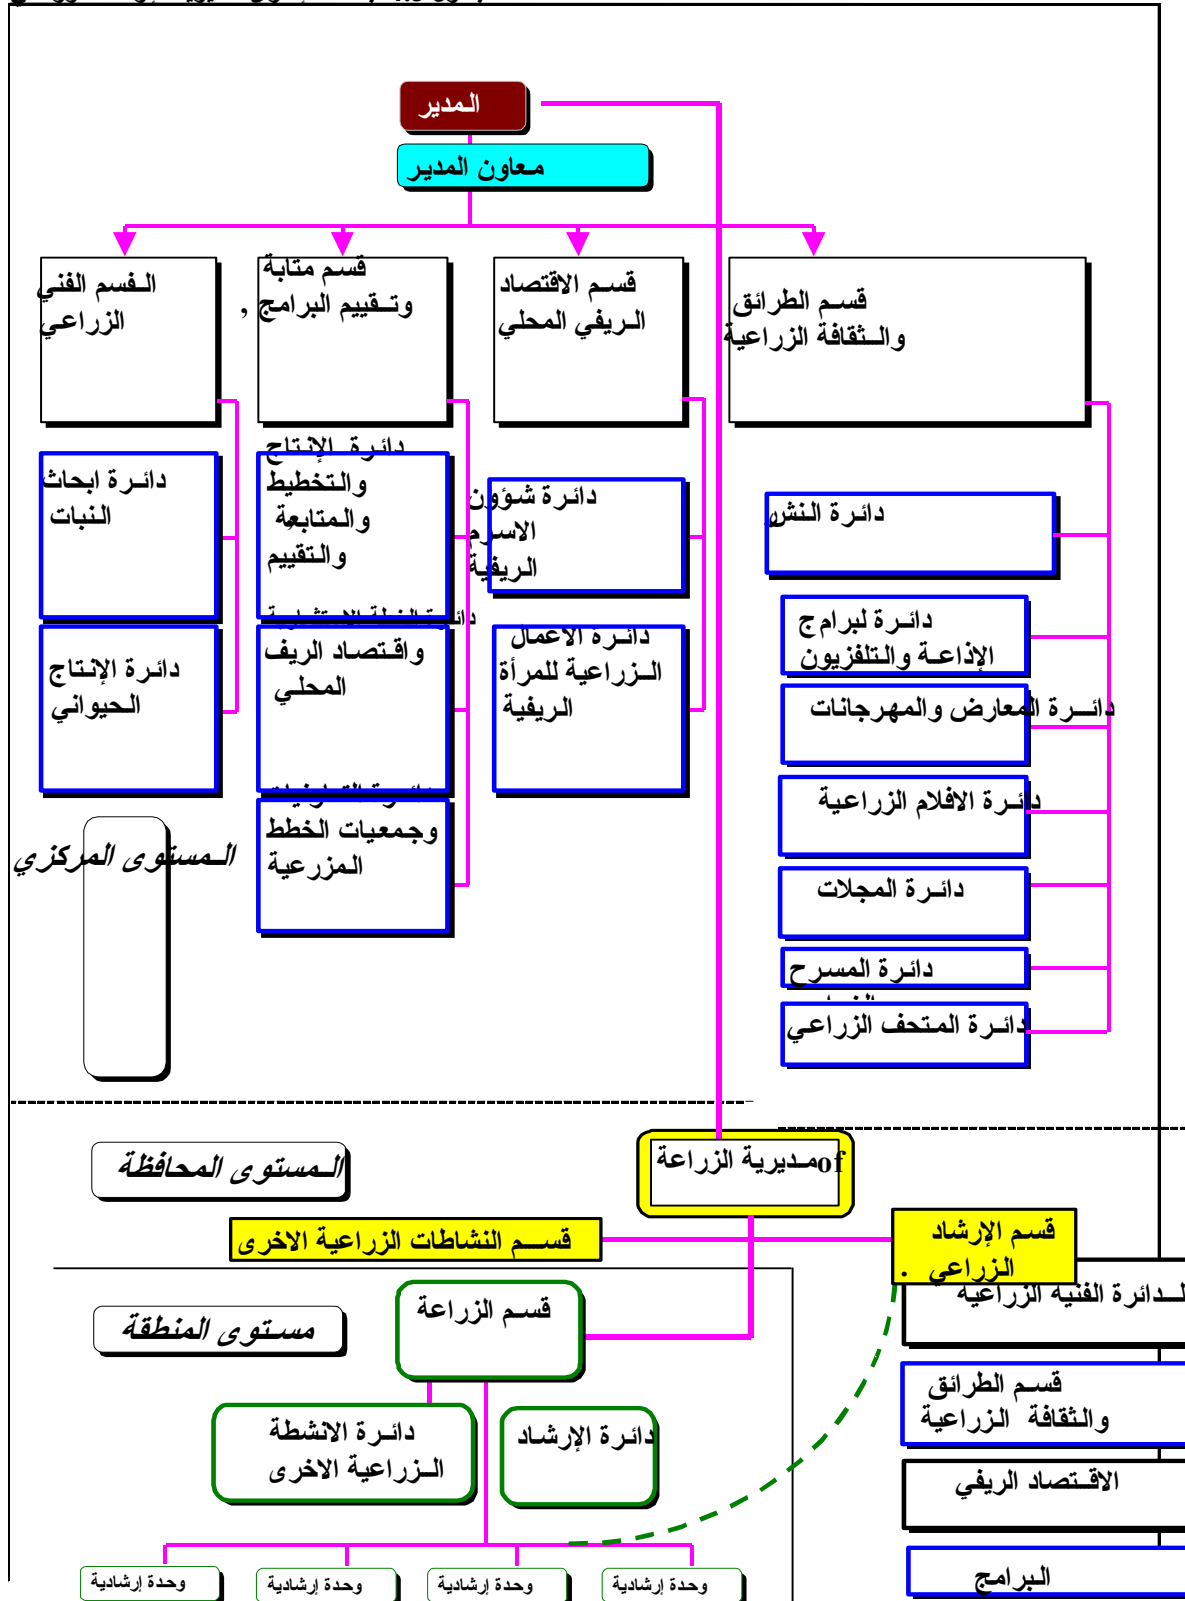 المدير
معاون المدير
قسم الطرائق
والثقافة الزراعية
قسم الاقتصاد
الريفي المحلي
قسم متابة
وتقييم البرامج ,
الفسم الفني
الزراعي
دائرة النشر
دائرة لبرامج
الإذاعة والتلفزيون
دائرة المعارض والمهرجانات
دائرة الافلام الزراعية
دائرة المجلات
دائرة المسرح
دائرة المتحف الزراعي
دائرة شؤون
الريفية
دائرة الاعمال
الزراعية للمرأة
الريفية
دائرة الإنتاج
والتخطيط
والمتابعة
والتقييم
واقتصاد الريف
المحلي
وجمعيات الخطط
المزرعية
دائرة ابحاث
النبات
دائرة الإنتاج
الحيواني
المستوى المركزي
المستوى المحافظة
ofمديرية الزراعة
قسم الإرشاد
الزراعي .
قسم النشاطات الزراعية الاخرى
الدائرة الفنية الزراعية
قسم الطرائق
والثقافة الزراعية
الاقتصاد الريفي
البرامج
مستوى المنطقة
قسم الزراعة
دائرة الإرشاد
دائرة الانشطة
الزراعية الاخرى
وحدة إرشادية
وحدة إرشادية
وحدة إرشادية
وحدة إرشادية